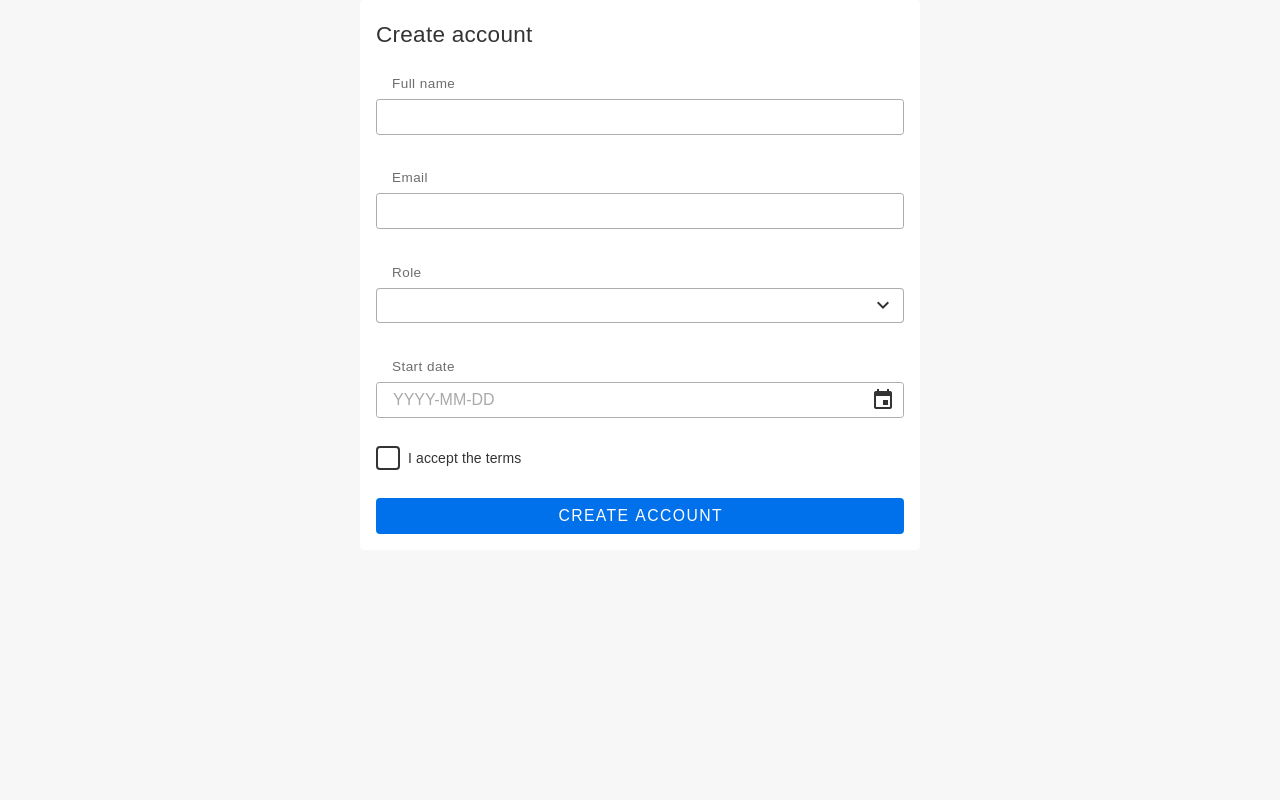 Create account
Full name
Email
Role
Start date
YYYY-MM-DD
I accept the terms
CREATE ACCOUNT